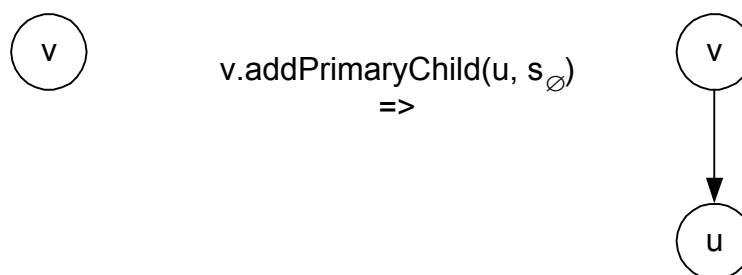 v
v.addPrimaryChild(u, s∅)
=>
v
u